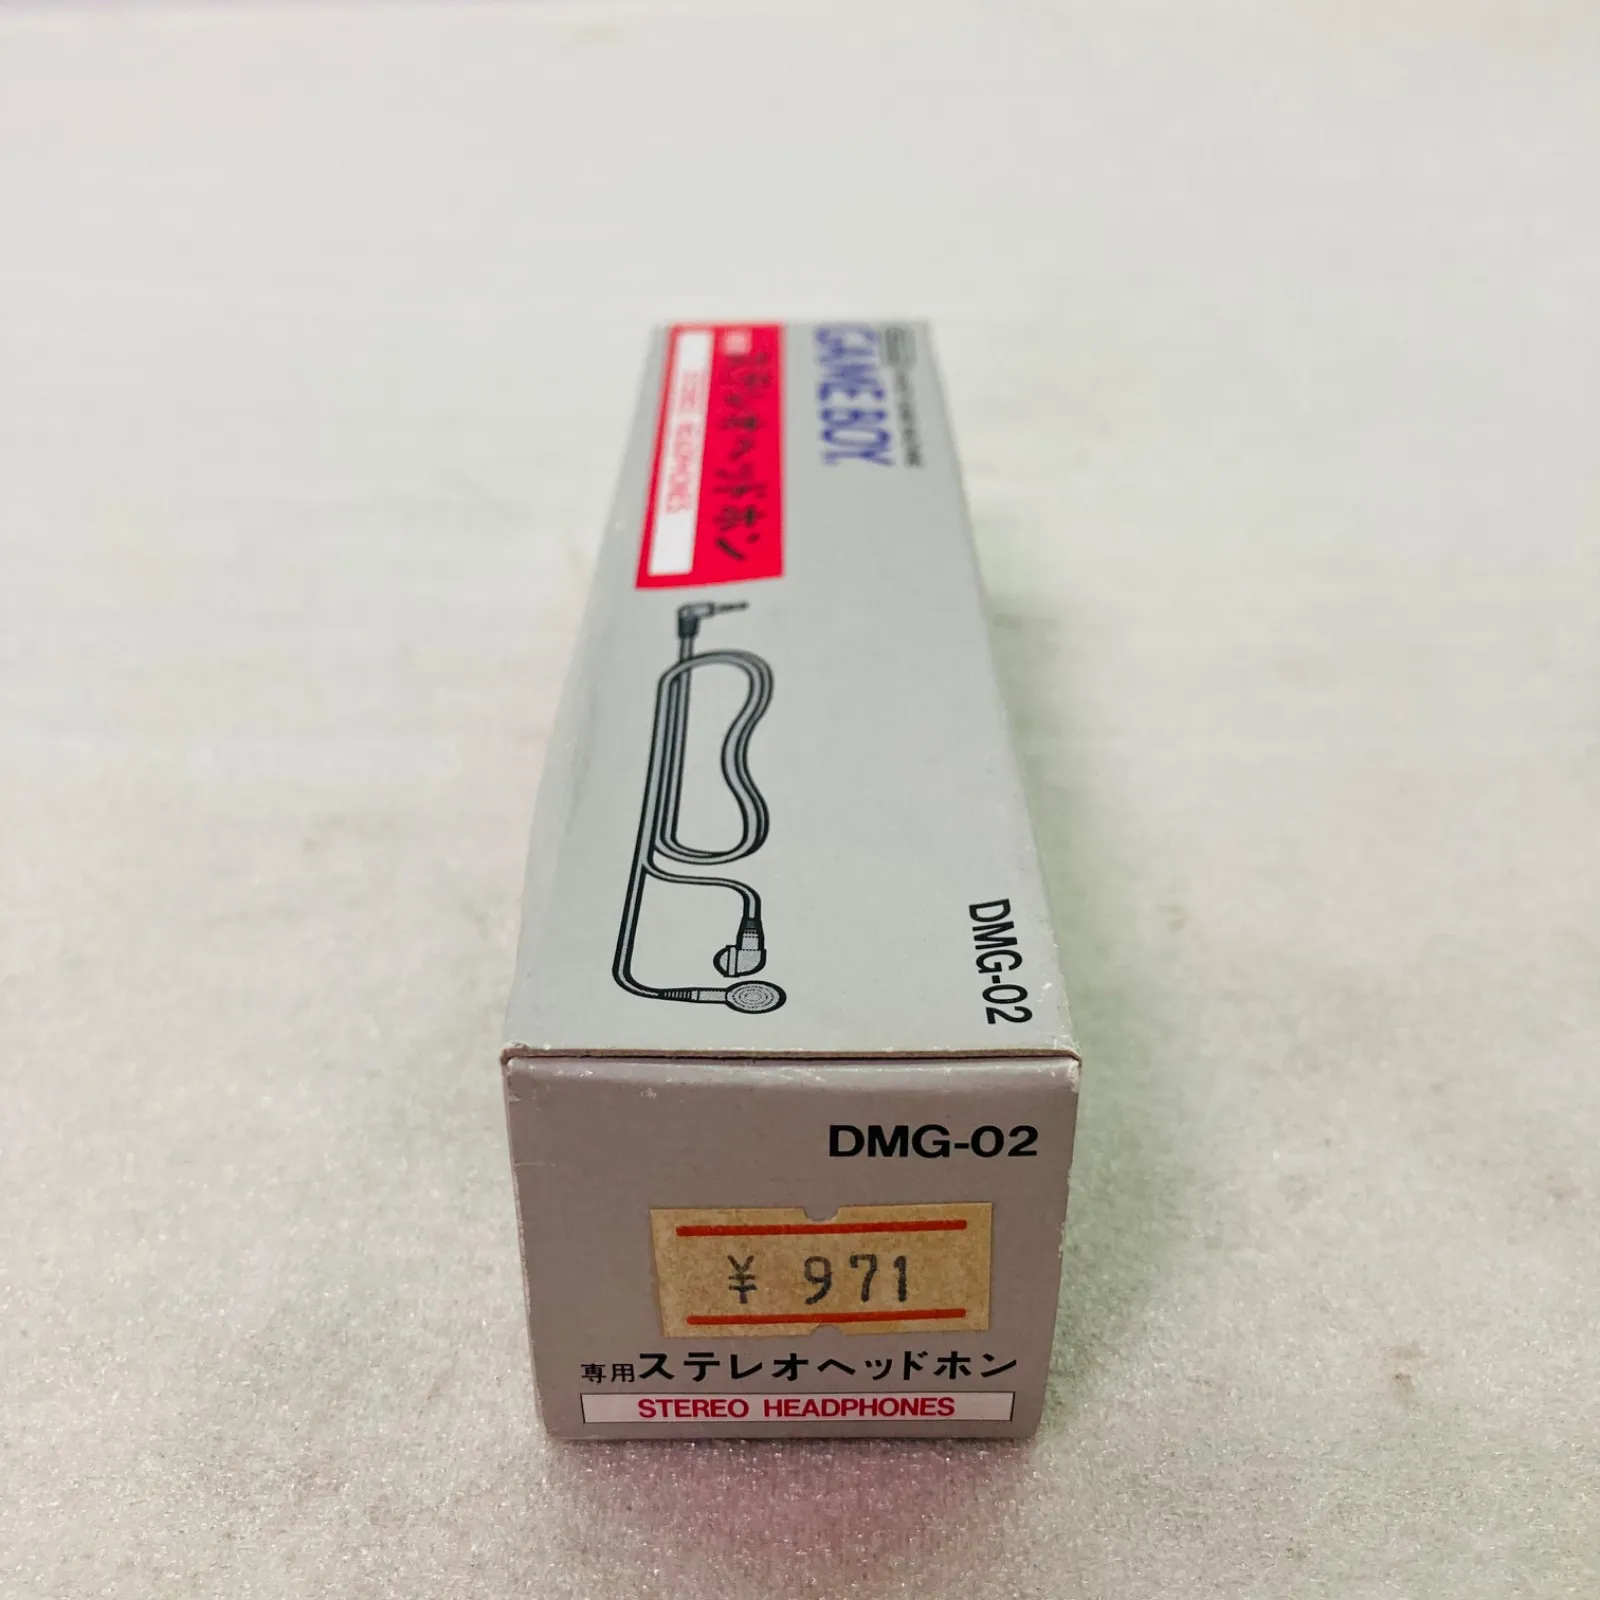 GAME BOY
ステレオヘッドホン
STEREO HEADPHONES
DMG-02
DMG-02
¥ 971
専用ステレオヘッドホン
STEREO HEADPHONES